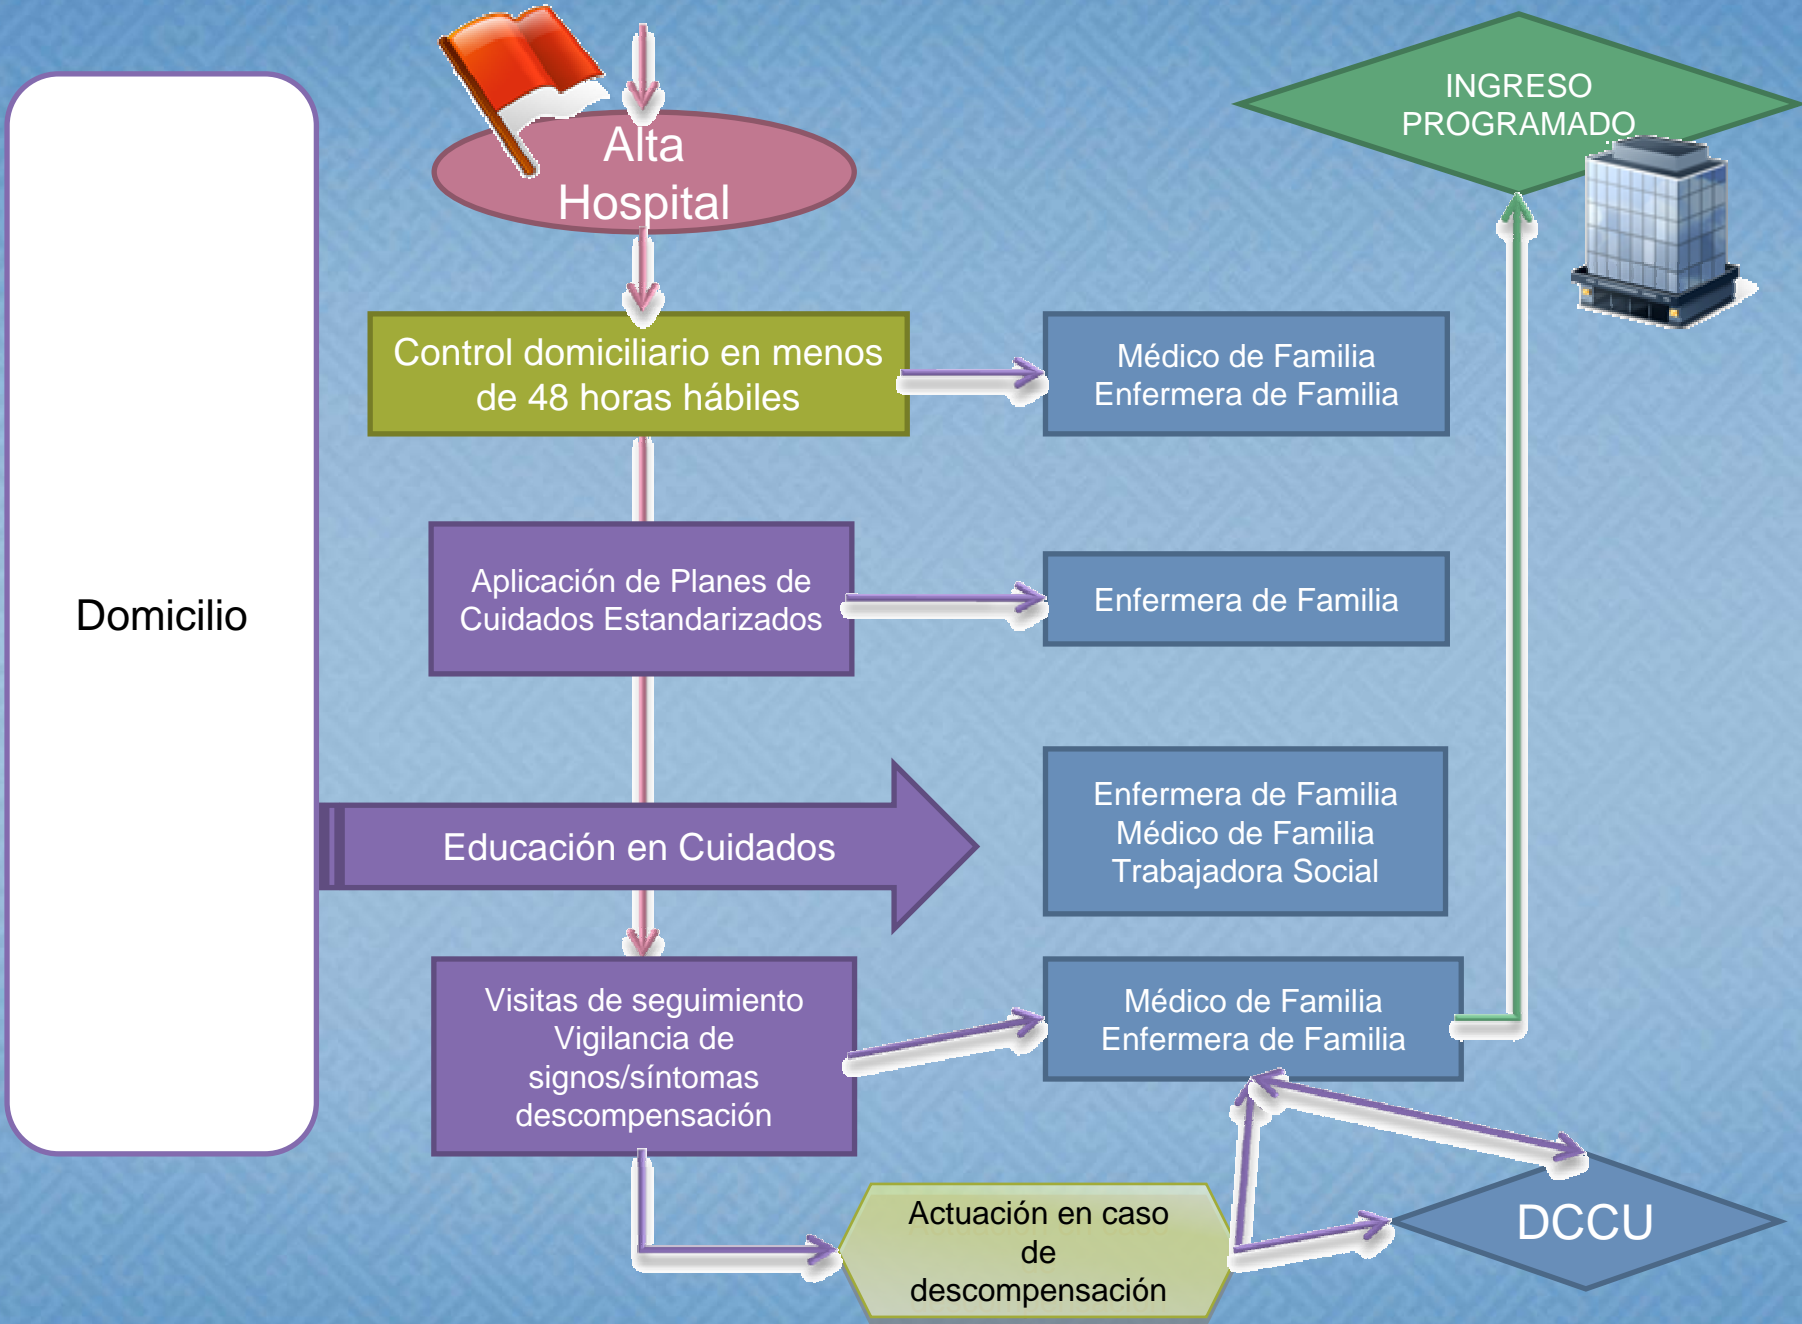 Domicilio
Alta
Hospital
INGRESO
PROGRAMADO
Control domiciliario en menos
de 48 horas hábiles
Médico de Familia
Enfermera de Familia
Aplicación de Planes de
Cuidados Estandarizados
Enfermera de Familia
Educación en Cuidados
Enfermera de Familia
Médico de Familia
Trabajadora Social
Visitas de seguimiento
Vigilancia de
signos/síntomas
descompensación
Médico de Familia
Enfermera de Familia
Actuación en caso
de
descompensación
DCCU